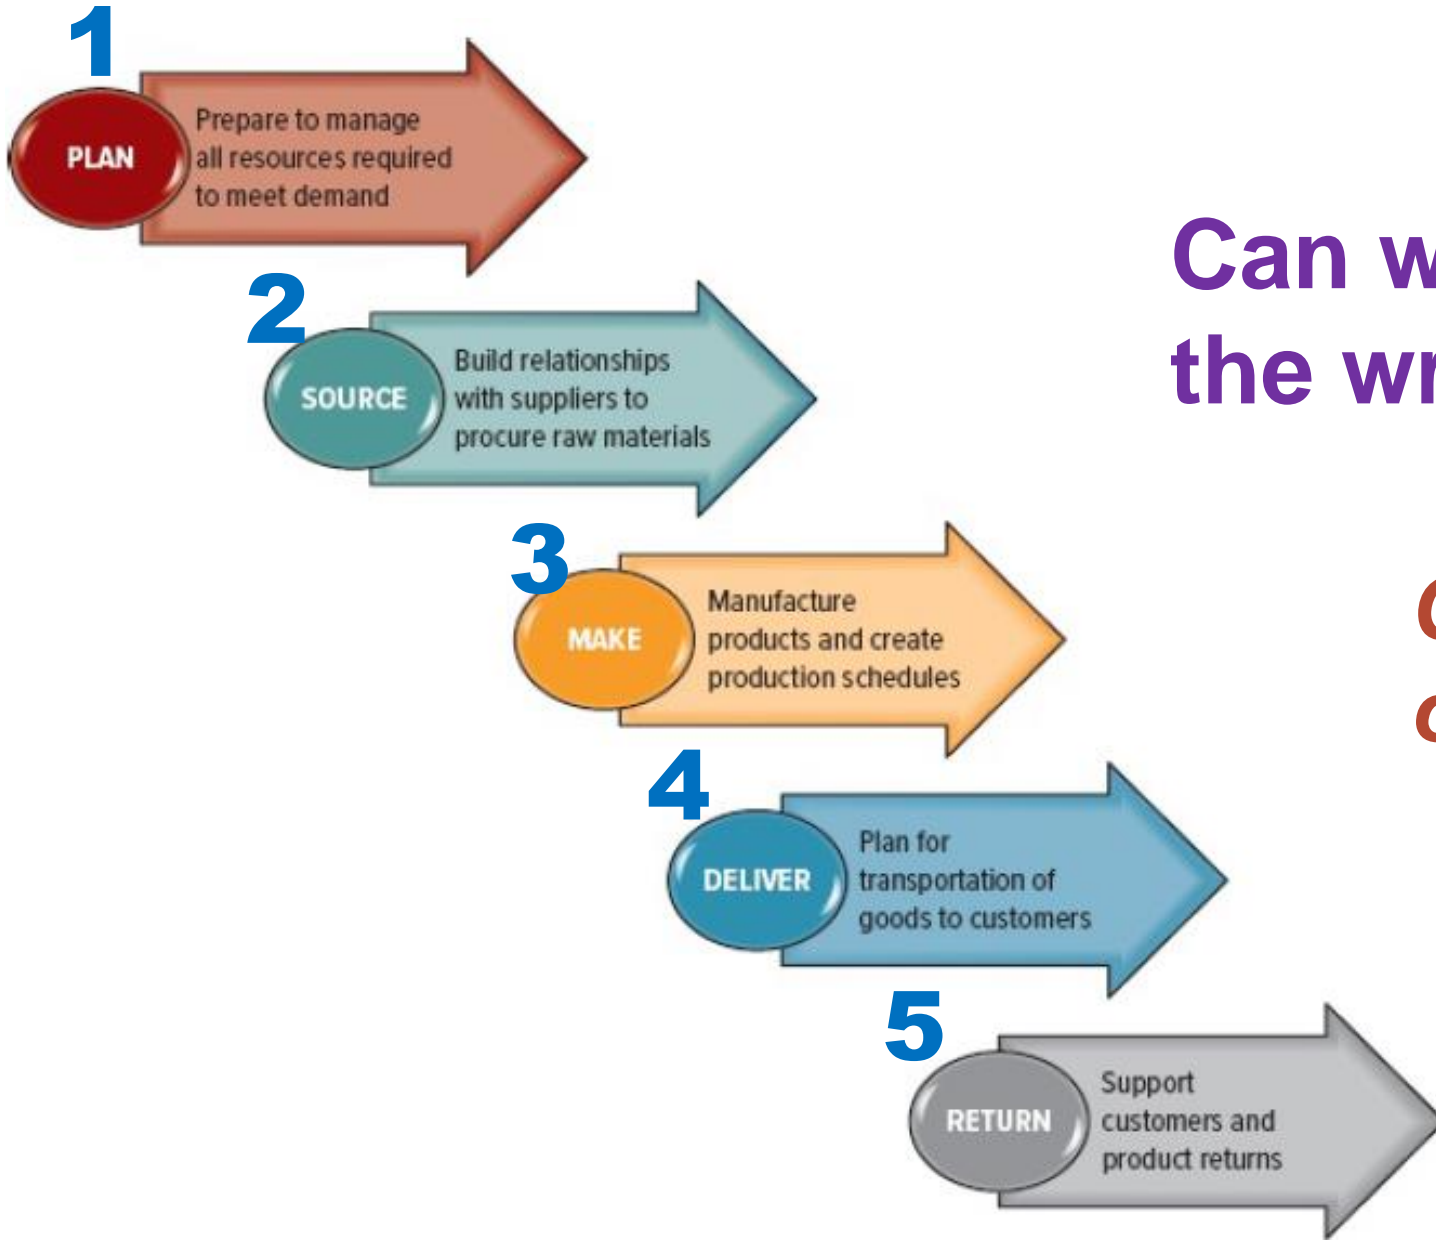 1
PLAN
Prepare to manage
all resources required
to meet demand
2
SOURCE
Build relationships
with suppliers to
procure raw materials
Can
the
3
MAKE
Manufacture
products and create
production schedules
4
DELIVER
Plan for
transportation of
goods to customers
5
RETURN
Support
customers and
product returns